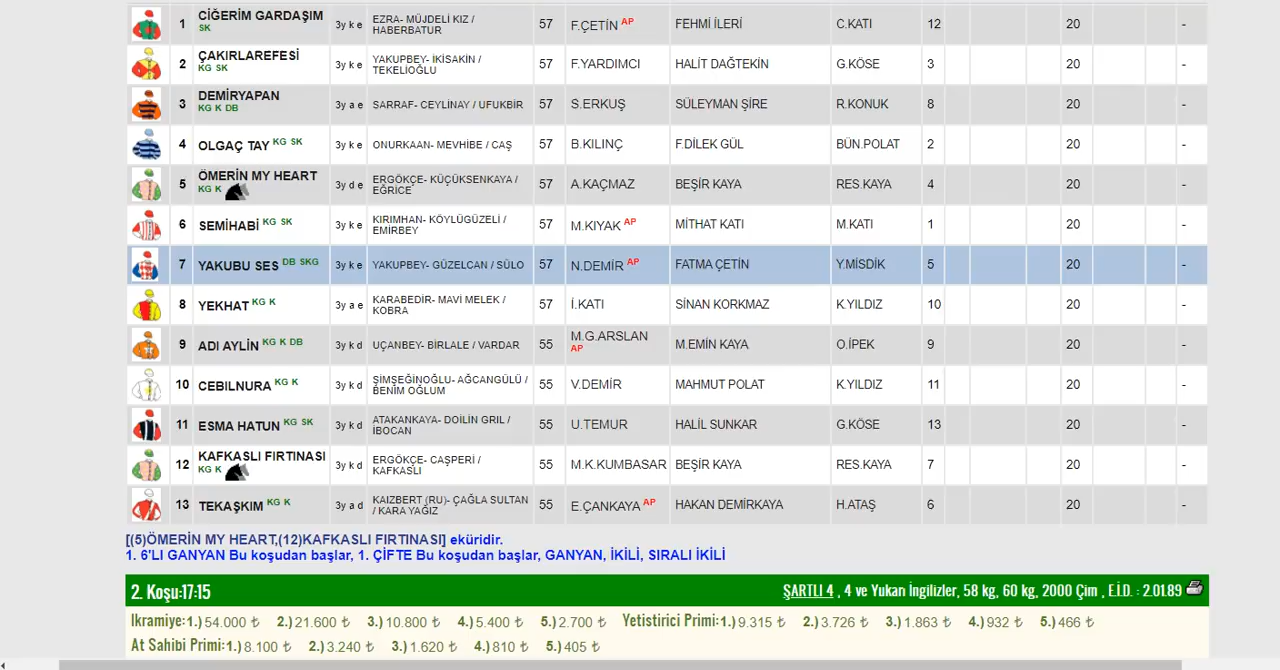 1 CİĞERİM GARDAŞIM SK 3y k e EZRA- MÜJDELİ KIZ / HABERBATUR 57 F.ÇETİN AP FEHMİ İLERİ C.KATI 12 20 -
2 ÇAKIRLAREFESİ KG SK 3y k e YAKUPBEY- İKİSAKİN / TEKELİOĞLU 57 F.YARDIMCI HALİT DAĞTEKİN G.KÖSE 3 20 -
3 DEMİRYAPAN KG K DB 3y a e SARRAF- CEYLİNAY / UFUKBİR 57 S.ERKUŞ SÜLEYMAN ŞİRE R.KONUK 8 20 -
4 OLGAÇ TAY KG SK 3y k e ONURKAAN- MEVHİBE / CAŞ 57 B.KILINÇ F.DİLEK GÜL BÜN.POLAT 2 20 -
5 ÖMERİN MY HEART KG K 3y d e ERGÖKÇE- KÜÇÜKSENKAYA / EĞRİCE 57 A.KAÇMAZ BEŞİR KAYA RES.KAYA 4 20 -
6 SEMİHABİ KG SK 3y k e KIRIMHAN- KÖYLÜGÜZELİ / EMİRBEY 57 M.KIYAK AP MİTHAT KATI M.KATI 1 20 -
7 YAKUBU SES DB SKG 3y k e YAKUPBEY- GÜZELCAN / SÜLO 57 N.DEMİR AP FATMA ÇETİN Y.MISDIK 5 20 -
8 YEKHAT KG K 3y a e KARABEDİR- MAVİ MELEK / KOBRA 57 İ.KATI SİNAN KORKMAZ K.YILDIZ 10 20 -
9 ADI AYLİN KG K DB 3y k d UÇANBEY- BİRLALE / VARDAR 55 M.G.ARSLAN AP M.EMİN KAYA O.İPEK 9 20 -
10 CEBILNURA KG K 3y k d ŞİMŞEĞİNOĞLU- AĞCANGÜLÜ / BENİM OĞLUM 55 V.DEMİR MAHMUT POLAT K.YILDIZ 11 20 -
11 ESMA HATUN KG SK 3y k d ATAKANKAYA- DOİLİN GRIL / İBOCAN 55 U.TEMUR HALİL SUNKAR G.KÖSE 13 20 -
12 KAFKASLI FIRTINASI KG K 3y k d ERGÖKÇE- CAŞPERİ / KAFKASLI 55 M.K.KUMBASAR BEŞİR KAYA RES.KAYA 7 20 -
13 TEKAŞKIM KG K 3y a d KAIZBERT (RU)- ÇAĞLA SULTAN / KARA YAĞIZ 55 E.ÇANKAYA AP HAKAN DEMİRKAYA H.ATAŞ 6 20 -
[(5)ÖMERİN MY HEART,(12)KAFKASLI FIRTINASI] eküridir.
1. 6'LI GANYAN Bu koşudan başlar, 1. ÇİFTE Bu koşudan başlar, GANYAN, İKİLİ, SIRALI İKİLİ
2. Koşu:17:15 ŞARTLI 4 , 4 ve Yukarı İngilizler, 58 kg, 60 kg, 2000 Çim , E.İ.D. : 2.01.89
Ikramiye:1.) 54.000 ₺ 2.) 21.600 ₺ 3.) 10.800 ₺ 4.) 5.400 ₺ 5.) 2.700 ₺ Yetistirici Primi:1.) 9.315 ₺ 2.) 3.726 ₺ 3.) 1.863 ₺ 4.) 932 ₺ 5.) 466 ₺
At Sahibi Primi:1.) 8.100 ₺ 2.) 3.240 ₺ 3.) 1.620 ₺ 4.) 810 ₺ 5.) 405 ₺